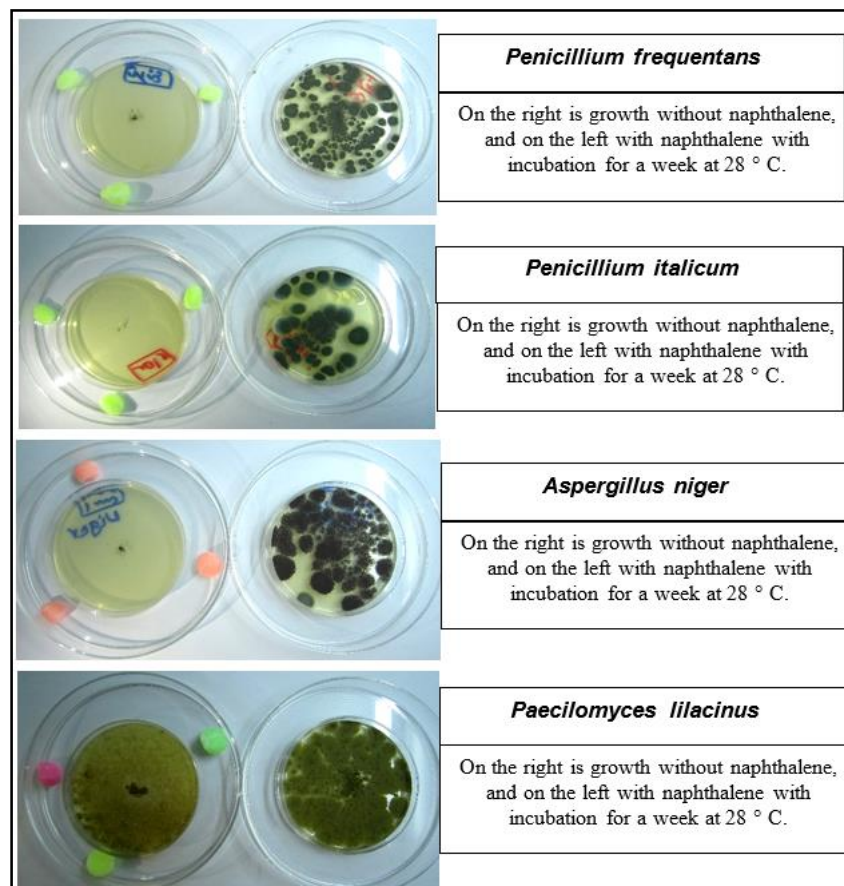 Penicillium frequentans
On the right is growth without naphthalene,
and on the left with naphthalene with
incubation for a week at 28 ° C.
Penicillium italicum
On the right is growth without naphthalene,
and on the left with naphthalene with
incubation for a week at 28 ° C.
niger
Aspergillus niger
On the right is growth without naphthalene,
and on the left with naphthalene with
incubation for a week at 28 ° C.
Paecilomyces lilacinus
On the right is growth without naphthalene,
and on the left with naphthalene with
incubation for a week at 28 ° C.